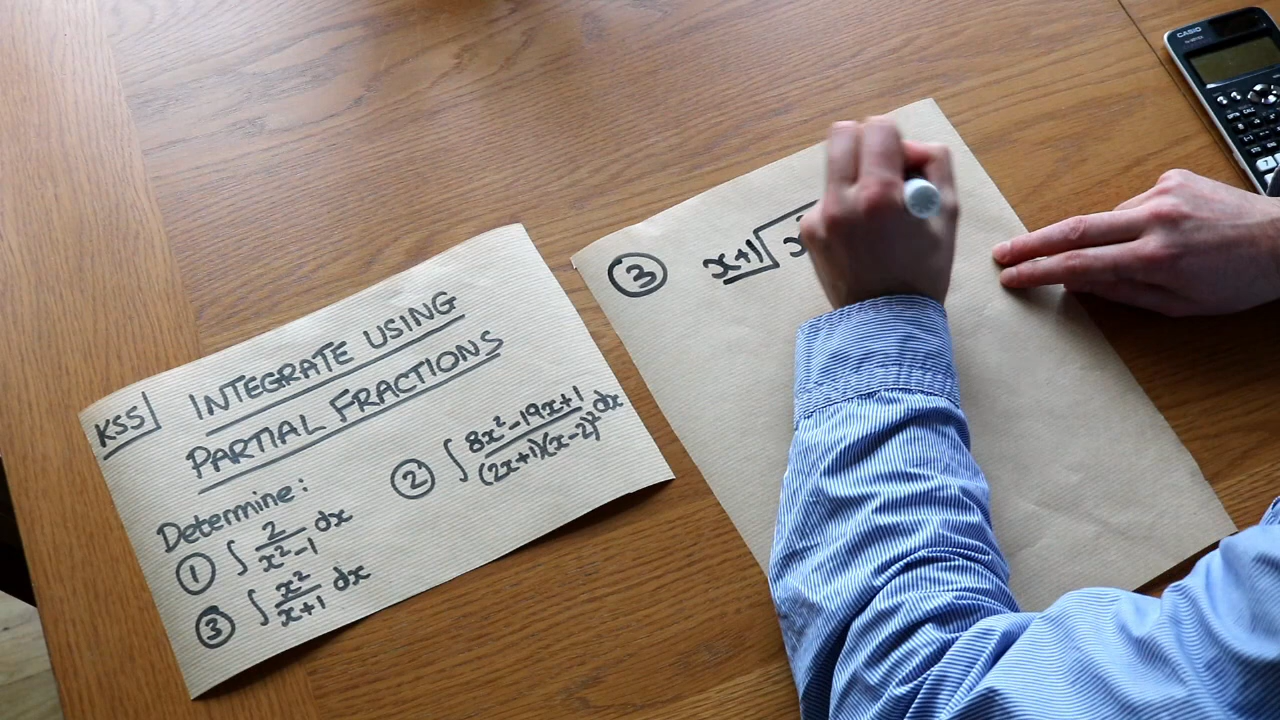 KSS
INTEGRATE USING
PARTIAL FRACTIONS
Determine:
① ∫ 2/(x²-1) dx
② ∫ (8x²-19x+1)/((2x+1)(x-2)²) dx
③ ∫ x²/(x+1) dx
③ x+1 x
CASIO